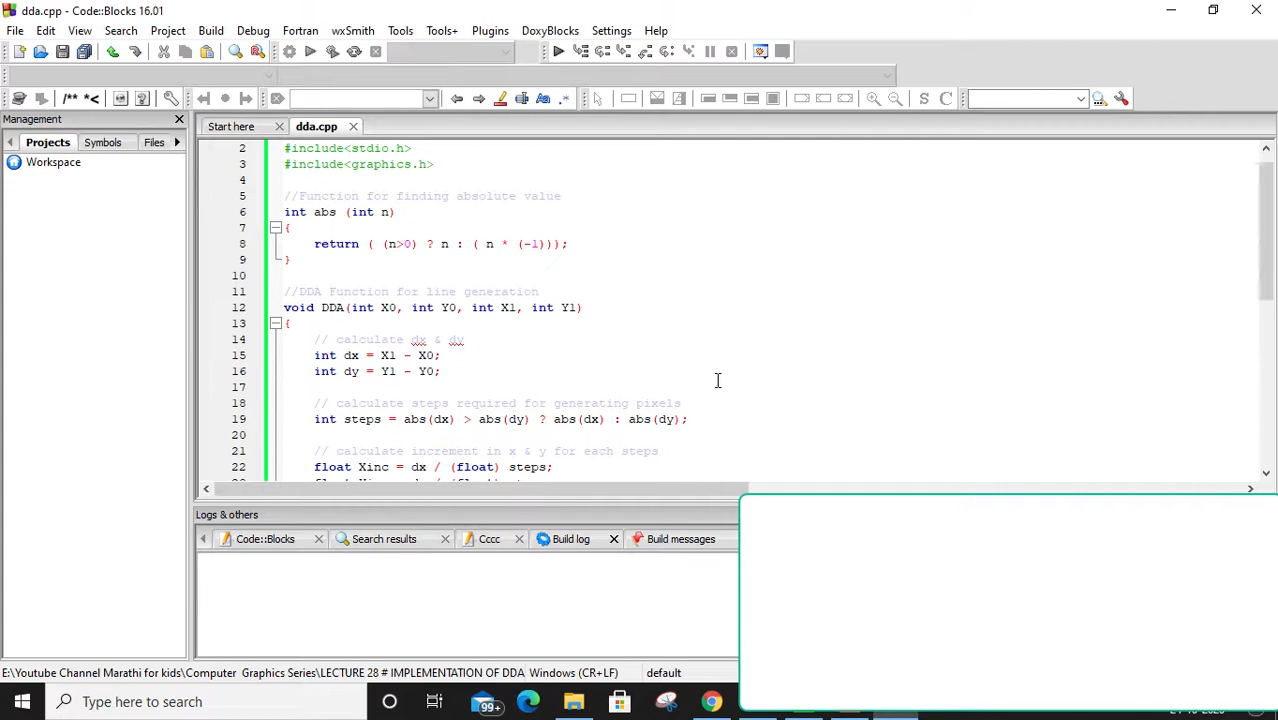 dda.cpp - Code::Blocks 16.01
File Edit View Search Project Build Debug Fortran wxSmith Tools Tools+ Plugins DoxyBlocks Settings Help
/** *<
Management
Projects Symbols Files
Workspace
Start here dda.cpp
2 #include<stdio.h>
3 #include<graphics.h>
4
5 //Function for finding absolute value
6 int abs (int n)
7 {
8 return ( (n>0) ? n : ( n * (-1)));
9 }
10
11 //DDA Function for line generation
12 void DDA(int X0, int Y0, int X1, int Y1)
13 {
14 // calculate dx & dy
15 int dx = X1 - X0;
16 int dy = Y1 - Y0;
17
18 // calculate steps required for generating pixels
19 int steps = abs(dx) > abs(dy) ? abs(dx) : abs(dy);
20
21 // calculate increment in x & y for each steps
22 float Xinc = dx / (float) steps;
Logs & others
Code::Blocks Search results Cccc Build log Build messages
E:\Youtube Channel Marathi for kids\Computer Graphics Series\LECTURE 28 # IMPLEMENTATION OF DDA Windows (CR+LF) default
Type here to search
99+